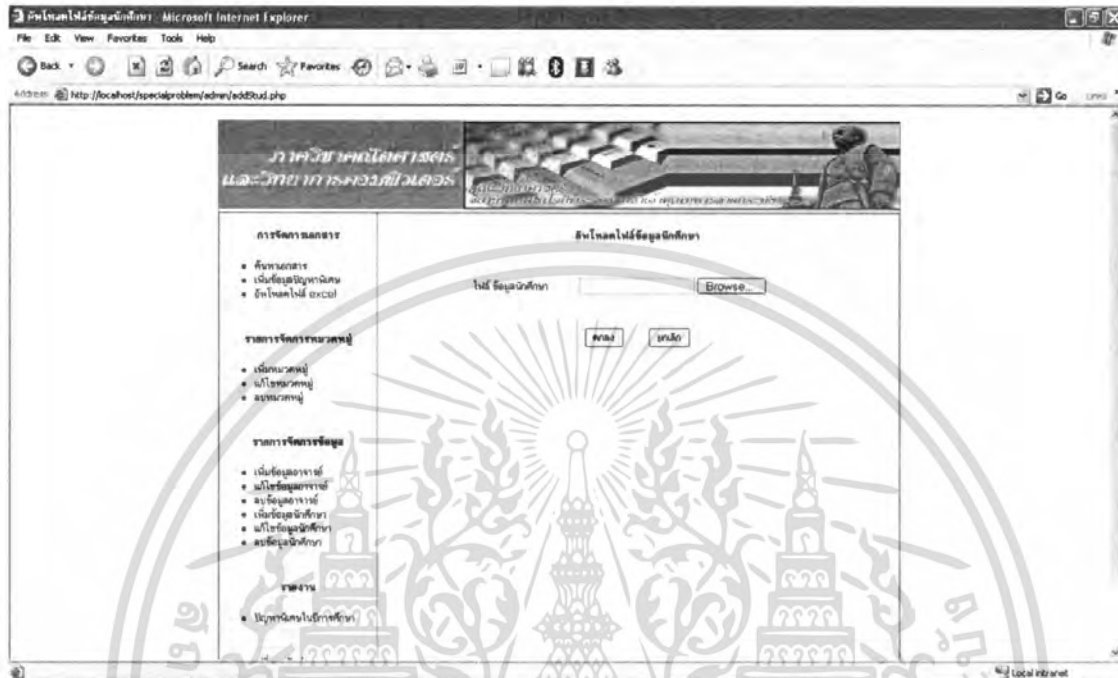 อัพโหลดไฟล์ข้อมูลนักศึกษา - Microsoft Internet Explorer
File Edit View Favorites Tools Help
Back Search Favorites
Address http://localhost/specialproblem/admin/addStud.php Go Links
ภาควิชาคณิตศาสตร์
และวิทยาการคอมพิวเตอร์
การจัดการเอกสาร
ค้นหาเอกสาร
เพิ่มข้อมูลปัญหาพิเศษ
อัพโหลดไฟล์ excel
รายการจัดการหมวดหมู่
เพิ่มหมวดหมู่
แก้ไขหมวดหมู่
ลบหมวดหมู่
รายการจัดการข้อมูล
เพิ่มข้อมูลอาจารย์
แก้ไขข้อมูลอาจารย์
ลบข้อมูลอาจารย์
เพิ่มข้อมูลนักศึกษา
แก้ไขข้อมูลนักศึกษา
ลบข้อมูลนักศึกษา
รายงาน
ปัญหาพิเศษในปีการศึกษา
อัพโหลดไฟล์ข้อมูลนักศึกษา
ไฟล์ ข้อมูลนักศึกษา Browse...
ตกลง ยกเลิก
Local intranet